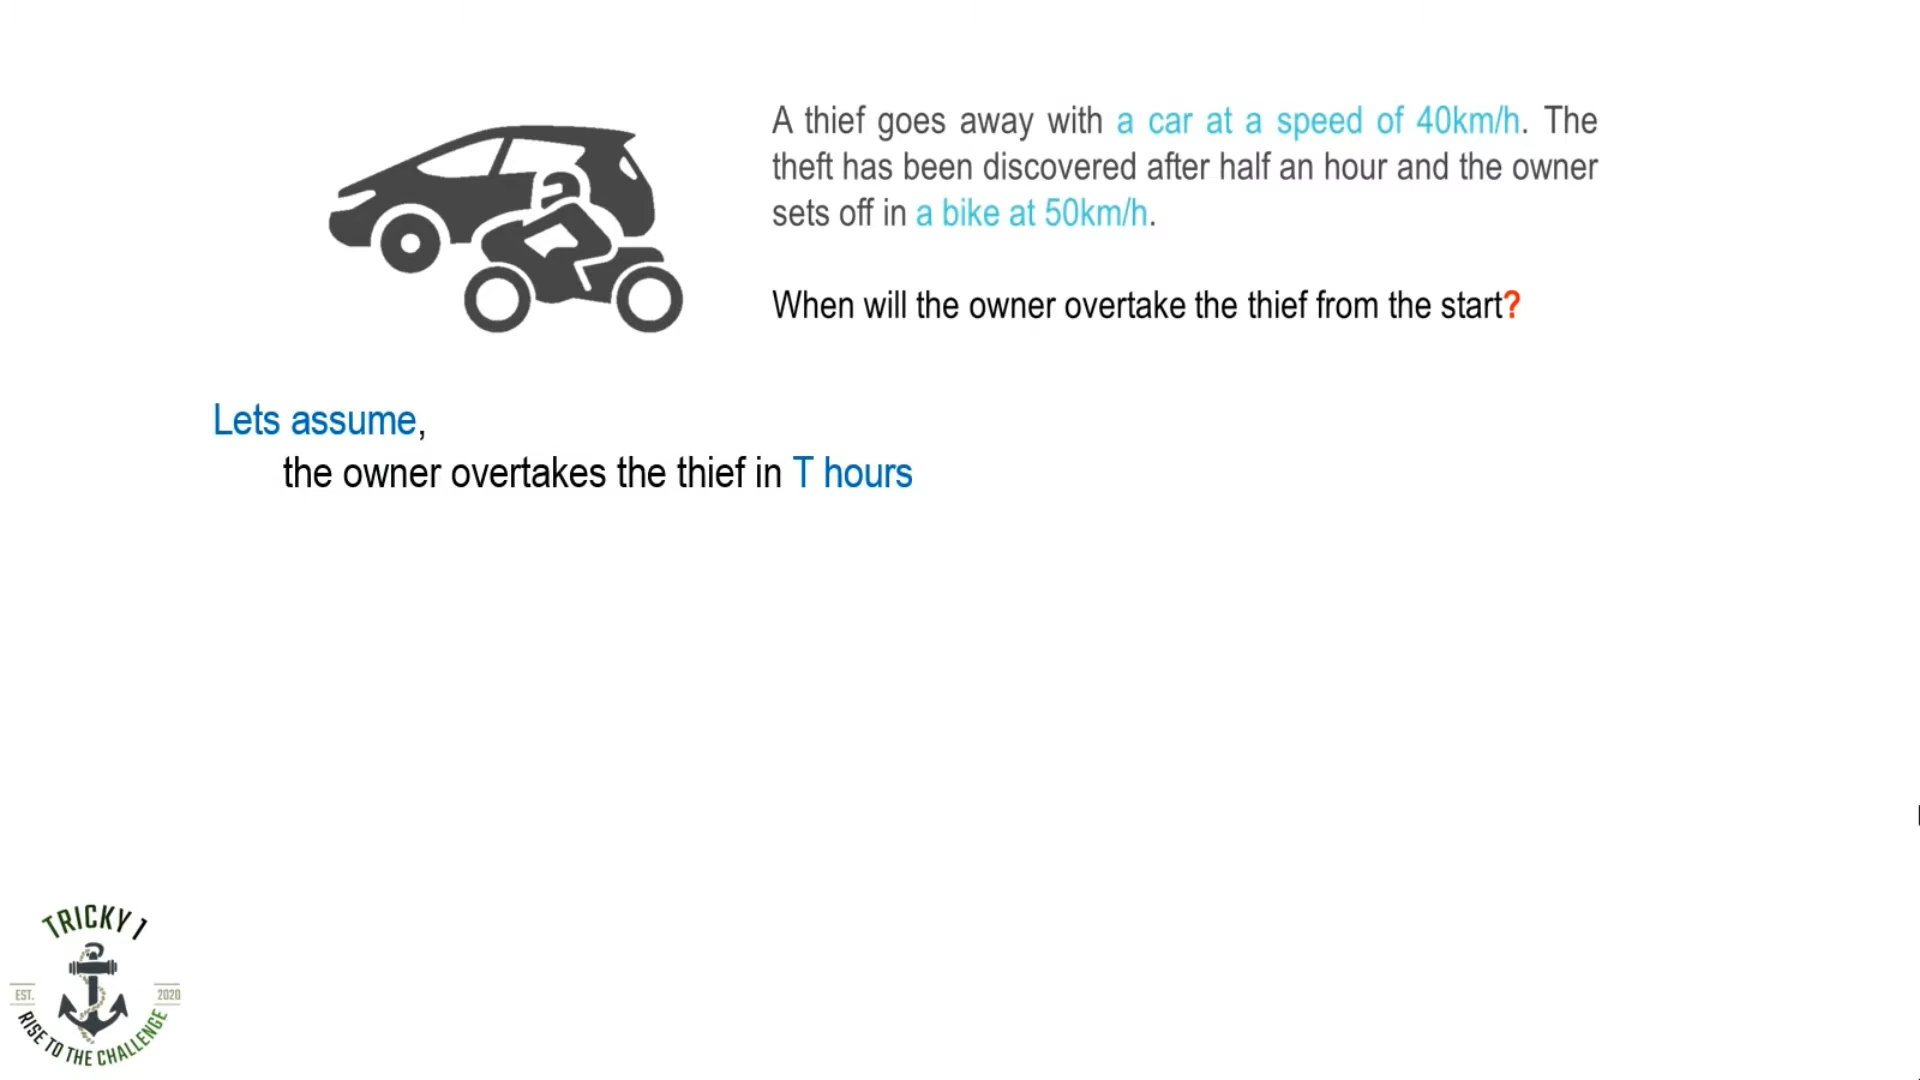 A thief goes away with a car at a speed of 40km/h. The
theft has been discovered after half an hour and the owner
sets off in a bike at 50km/h.
When will the owner overtake the thief from the start?
Lets assume,
the owner overtakes the thief in T hours
TRICKY 1
EST. 2020
RISE TO THE CHALLENGE